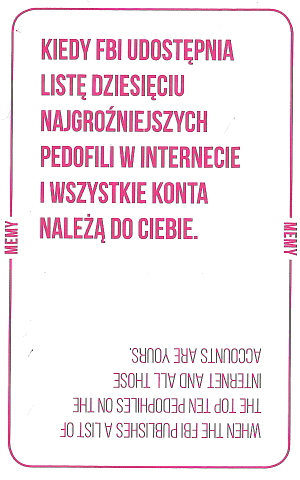 KIEDY FBI UDOSTĘPNIA
LISTĘ DZIESIĘCIU
NAJGROŹNIEJSZYCH
PEDOFILI W INTERNECIE
I WSZYSTKIE KONTA
NALEŻĄ DO CIEBIE.
MEMY
MEMY
WHEN THE FBI PUBLISHES A LIST OF
THE TOP TEN PEDOPHILES ON THE
INTERNET AND ALL THOSE
ACCOUNTS ARE YOURS.